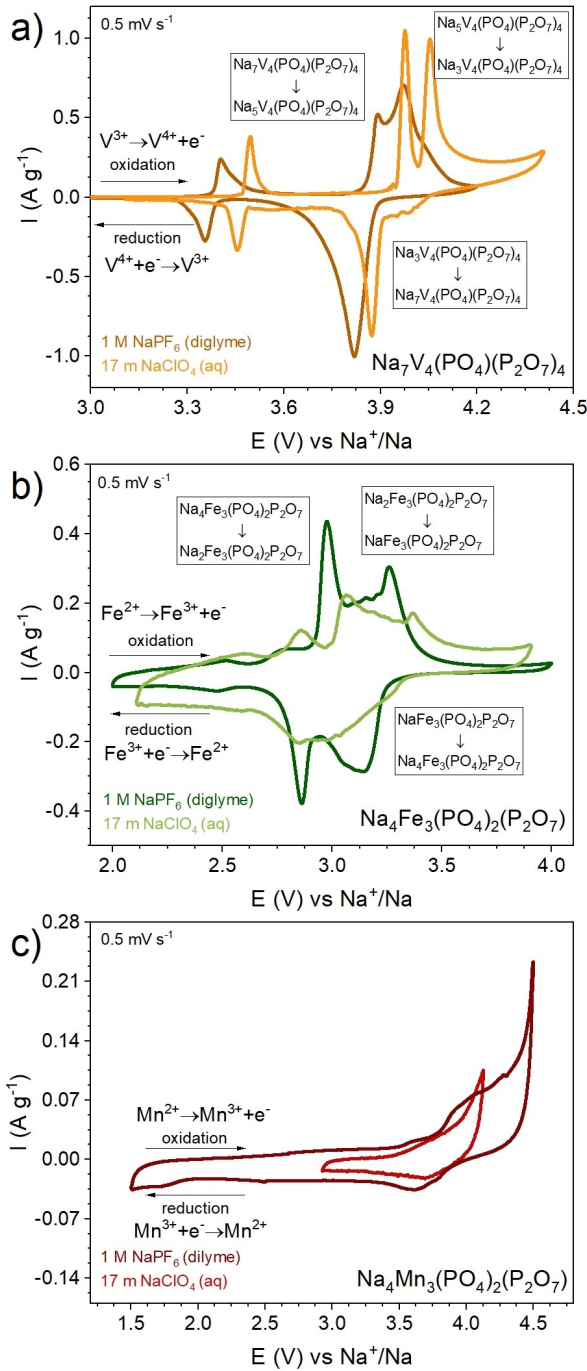 a)
0.5 mV s⁻¹
Na₅V₄(PO₄)(P₂O₇)₄
↓
Na₃V₄(PO₄)(P₂O₇)₄
Na₇V₄(PO₄)(P₂O₇)₄
↓
Na₅V₄(PO₄)(P₂O₇)₄
V³⁺→V⁴⁺+e⁻
oxidation
reduction
V⁴⁺+e⁻→V³⁺
Na₃V₄(PO₄)(P₂O₇)₄
↓
Na₇V₄(PO₄)(P₂O₇)₄
1 M NaPF₆ (diglyme)
17 m NaClO₄ (aq)
Na₇V₄(PO₄)(P₂O₇)₄
I (A g⁻¹)
1.0
0.5
0.0
-0.5
-1.0
3.0 3.3 3.6 3.9 4.2 4.5
E (V) vs Na⁺/Na
b)
0.5 mV s⁻¹
Na₄Fe₃(PO₄)₂P₂O₇
↓
Na₂Fe₃(PO₄)₂P₂O₇
Na₂Fe₃(PO₄)₂P₂O₇
↓
NaFe₃(PO₄)₂P₂O₇
Fe²⁺→Fe³⁺+e⁻
oxidation
reduction
Fe³⁺+e⁻→Fe²⁺
NaFe₃(PO₄)₂P₂O₇
↓
Na₄Fe₃(PO₄)₂P₂O₇
1 M NaPF₆ (diglyme)
17 m NaClO₄ (aq)
Na₄Fe₃(PO₄)₂(P₂O₇)
I (A g⁻¹)
0.6
0.4
0.2
0.0
-0.2
-0.4
2.0 2.5 3.0 3.5 4.0
E (V) vs Na⁺/Na
c)
0.5 mV s⁻¹
Mn²⁺→Mn³⁺+e⁻
oxidation
reduction
Mn³⁺+e⁻→Mn²⁺
1 M NaPF₆ (dilyme)
17 m NaClO₄ (aq)
Na₄Mn₃(PO₄)₂(P₂O₇)
I (A g⁻¹)
0.28
0.21
0.14
0.07
0.00
-0.07
-0.14
1.5 2.0 2.5 3.0 3.5 4.0 4.5
E (V) vs Na⁺/Na